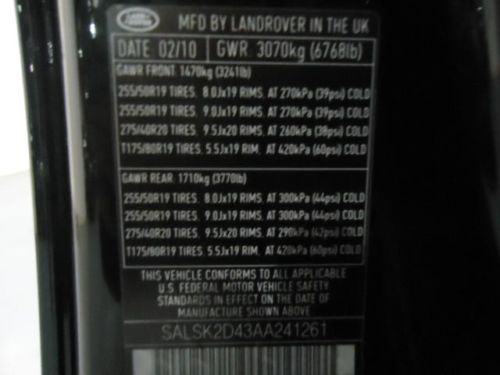 LAND ROVER
MFD BY LANDROVER IN THE UK
DATE 02/10 GWR 3070kg (6768lb)
GAWR FRONT 1470kg (3241lb)
255/50R19 TIRES. 8.0Jx19 RIMS. AT 270kPa (39psi) COLD
255/50R19 TIRES. 9.0Jx19 RIMS. AT 270kPa (39psi) COLD
275/40R20 TIRES. 9.5Jx20 RIMS. AT 260kPa (38psi) COLD
T175/80R19 TIRES. 5.5Jx19 RIM. AT 420kPa (60psi) COLD
GAWR REAR 1710kg (3770lb)
255/50R19 TIRES. 8.0Jx19 RIMS. AT 300kPa (44psi) COLD
255/50R19 TIRES. 9.0Jx19 RIMS. AT 300kPa (44psi) COLD
275/40R20 TIRES. 9.5Jx20 RIMS. AT 290kPa (42psi) COLD
T175/80R19 TIRES. 5.5Jx19 RIM. AT 420kPa (60psi) COLD
THIS VEHICLE CONFORMS TO ALL APPLICABLE
U.S. FEDERAL MOTOR VEHICLE SAFETY
STANDARDS IN EFFECT ON THE DATE OF
MANUFACTURE SHOWN ABOVE
SALSK2D43AA241261